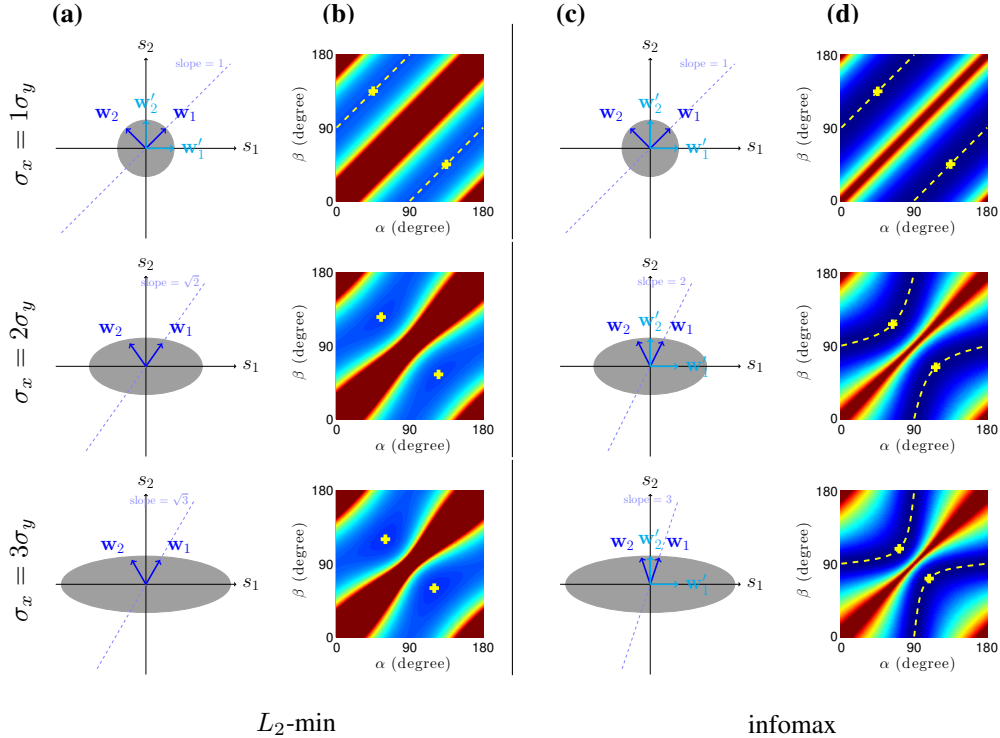 (a) (b) (c) (d)
σx = 1σy
s2
slope = 1
w2 w′2 w1
w′1 s1
180
90
0
0 90 180
β (degree)
α (degree)
s2
slope = 1
w2 w′2 w1
w′1 s1
180
90
0
0 90 180
β (degree)
α (degree)
σx = 2σy
s2
slope = √2
w2 w1
s1
180
90
0
0 90 180
β (degree)
α (degree)
s2
slope = 2
w2 w′2 w1
w′1 s1
180
90
0
0 90 180
β (degree)
α (degree)
σx = 3σy
s2
slope = √3
w2 w1
s1
180
90
0
0 90 180
β (degree)
α (degree)
s2
slope = 3
w2 w′2 w1
w′1 s1
180
90
0
0 90 180
β (degree)
α (degree)
L2-min infomax